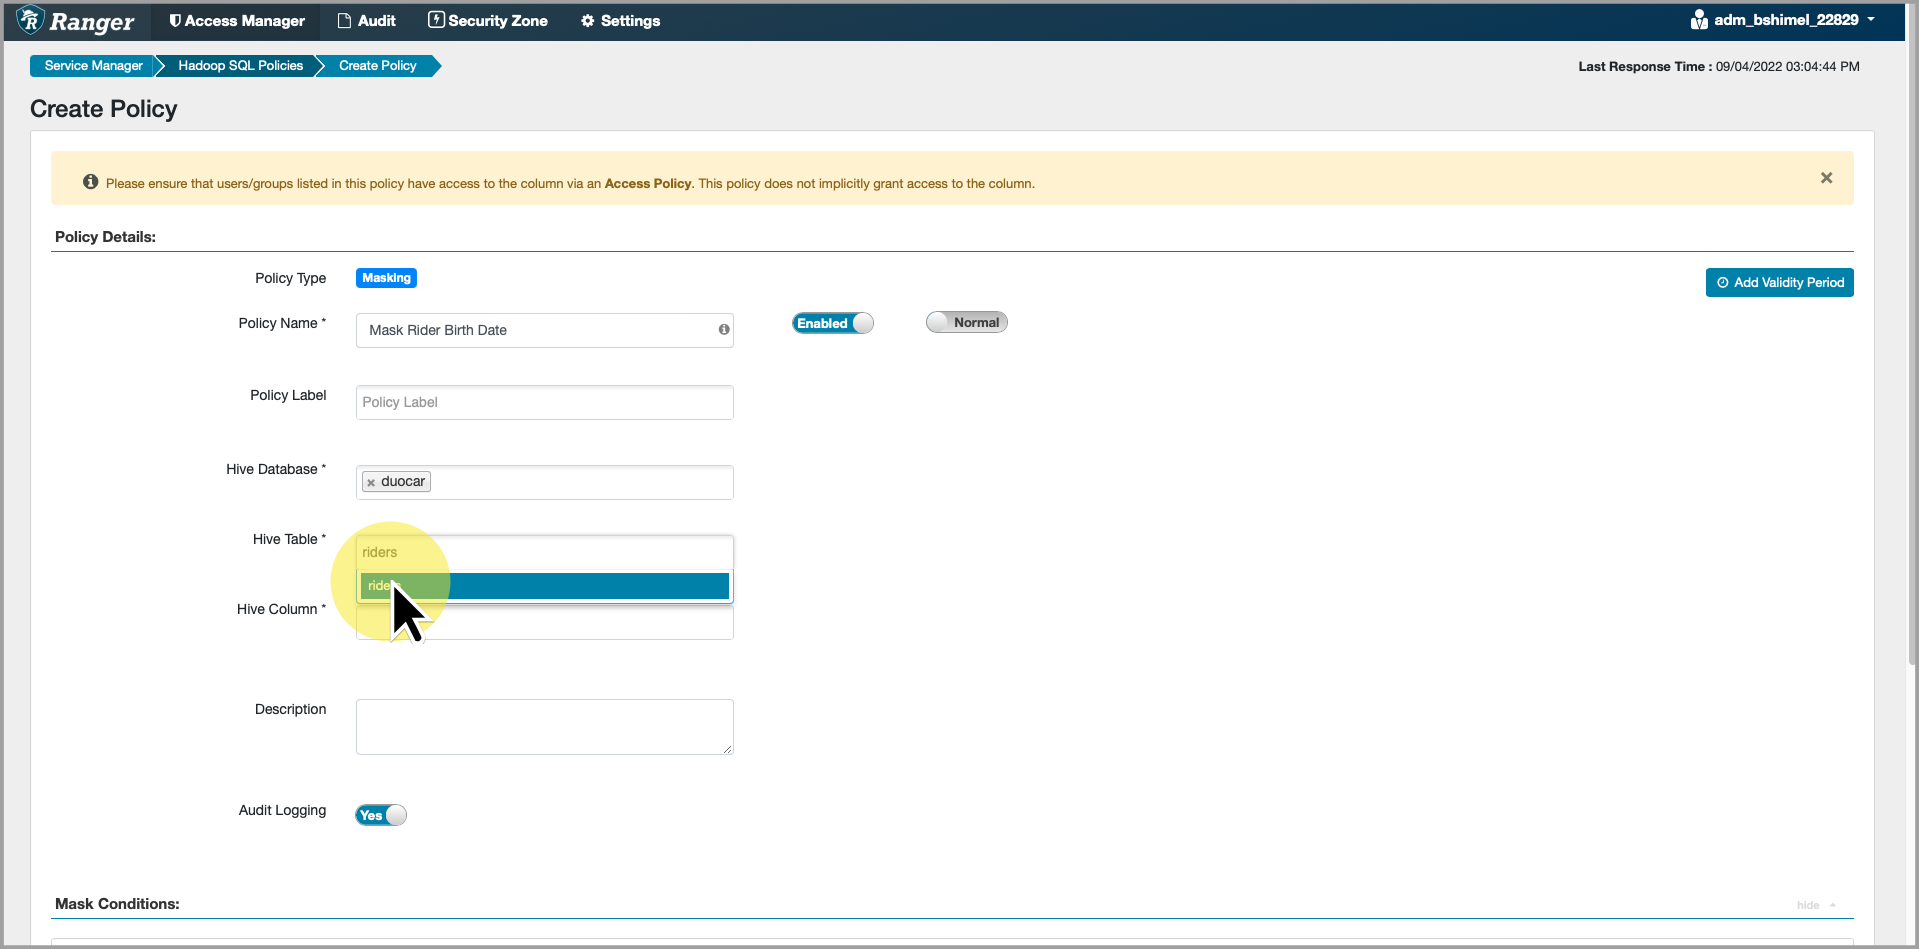 Ranger
Access Manager
Audit
Security Zone
Settings
adm_bshimel_22829
Service Manager
Hadoop SQL Policies
Create Policy
Last Response Time : 09/04/2022 03:04:44 PM
Create Policy
Please ensure that users/groups listed in this policy have access to the column via an Access Policy. This policy does not implicitly grant access to the column.
Policy Details:
Policy Type
Masking
Add Validity Period
Policy Name *
Mask Rider Birth Date
Enabled
Normal
Policy Label
Policy Label
Hive Database *
× duocar
Hive Table *
riders
riders
Hive Column *
Description
Audit Logging
Yes
Mask Conditions:
hide